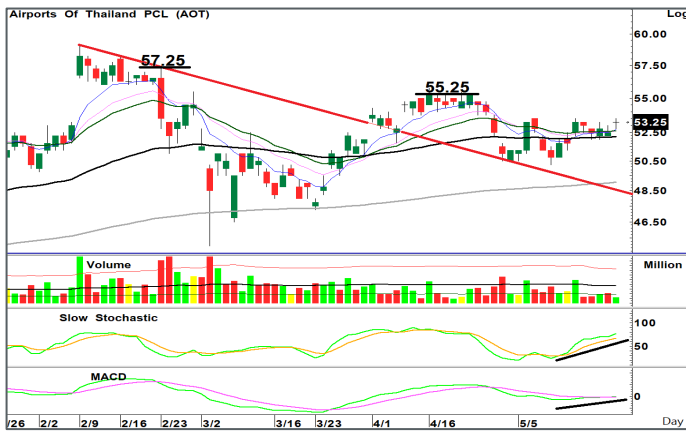 Airports Of Thailand PCL (AOT)
Log
60.00
57.50
57.25
55.25
55.00
53.25
52.50
50.50
48.50
46.50
Volume
Million
Slow Stochastic
100
50
MACD
0
/26 2/2 2/9 2/16 2/23 3/2 3/16 3/23 4/1 4/16 5/5 Day